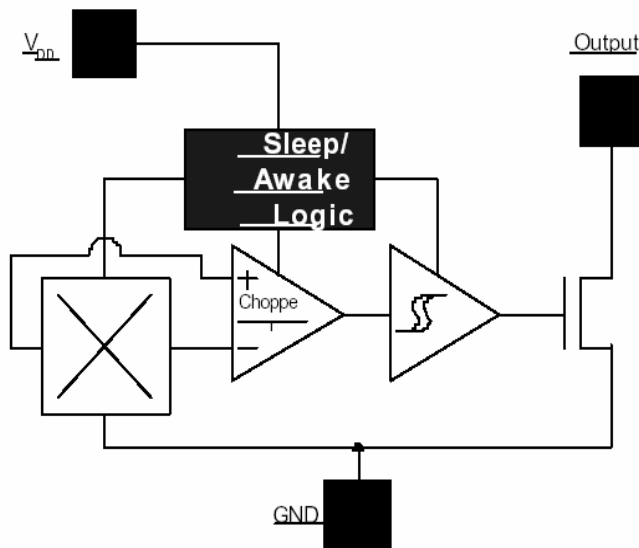 VDD
Output
Sleep/
Awake
Logic
+
Choppe
r
−
GND